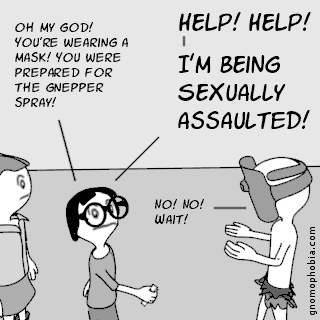 OH MY GOD!
YOU'RE WEARING A
MASK! YOU WERE
PREPARED FOR
THE GNEPPER
SPRAY!
HELP! HELP!
I'M BEING
SEXUALLY
ASSAULTED!
NO! NO!
WAIT!
gnomophobia.com